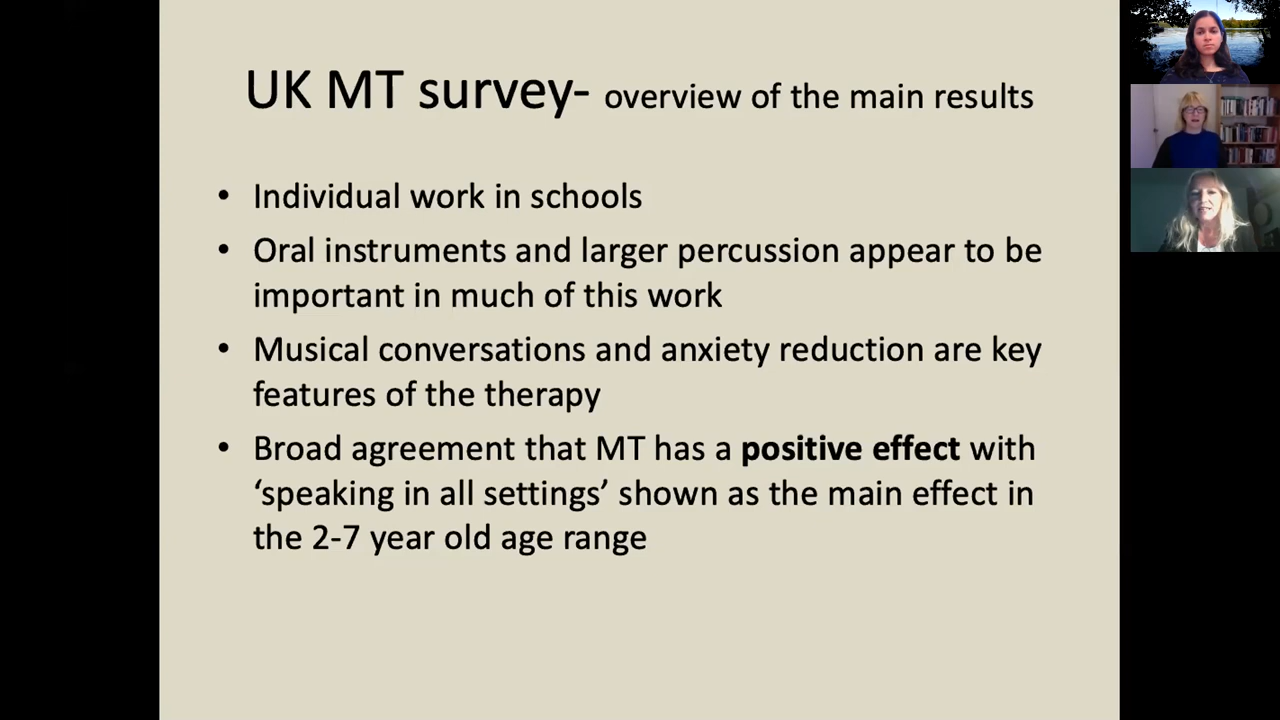 UK MT survey- overview of the main results
• Individual work in schools
• Oral instruments and larger percussion appear to be
important in much of this work
• Musical conversations and anxiety reduction are key
features of the therapy
• Broad agreement that MT has a positive effect with
‘speaking in all settings’ shown as the main effect in
the 2-7 year old age range